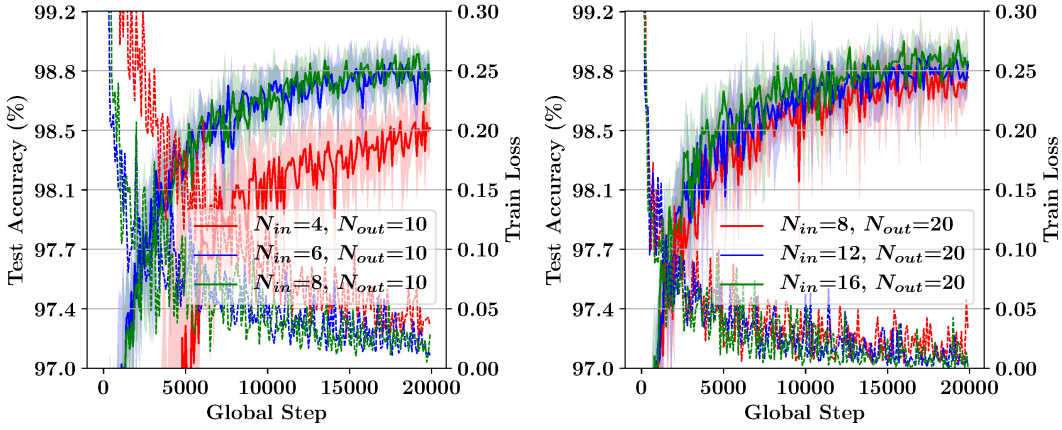 99.2
98.8
98.5
98.1
97.7
97.4
97.0
Test Accuracy (%)
0.30
0.25
0.20
0.15
0.10
0.05
0.00
Train Loss
0 5000 10000 15000 20000
Global Step
N_in=4, N_out=10
N_in=6, N_out=10
N_in=8, N_out=10
99.2
98.8
98.5
98.1
97.7
97.4
97.0
Test Accuracy (%)
0.30
0.25
0.20
0.15
0.10
0.05
0.00
Train Loss
0 5000 10000 15000 20000
Global Step
N_in=8, N_out=20
N_in=12, N_out=20
N_in=16, N_out=20